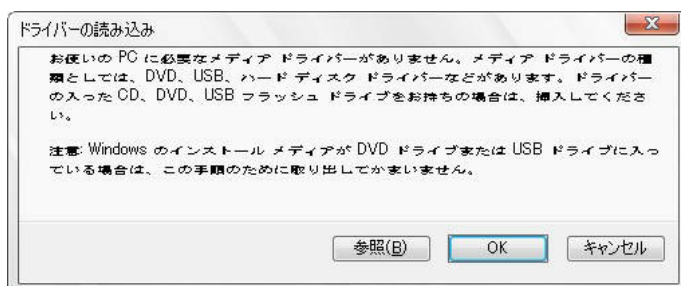 ドライバーの読み込み
お使いの PC に必要なメディア ドライバーがありません。メディア ドライバーの種
類としては、DVD、USB、ハード ディスク ドライバーなどがあります。ドライバー
の入った CD、DVD、USB フラッシュ ドライブをお持ちの場合は、挿入してくださ
い。
注意: Windows のインストール メディアが DVD ドライブまたは USB ドライブに入っ
ている場合は、この手順のために取り出してかまいません。
参照(B)
OK
キャンセル